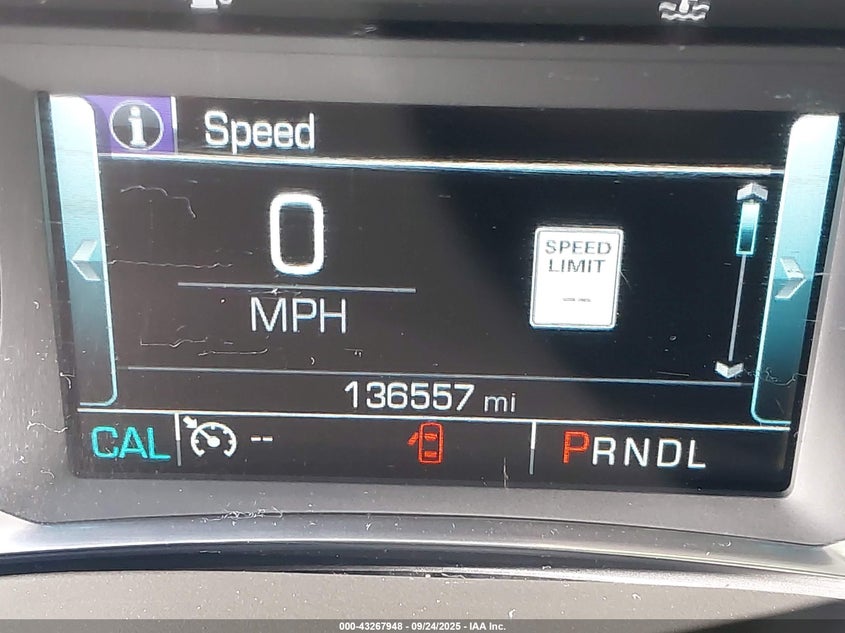 Speed
0
MPH
SPEED
LIMIT
-- --
136557 mi
CAL --
PRNDL
000-43267948 - 09/24/2025 - IAA Inc.